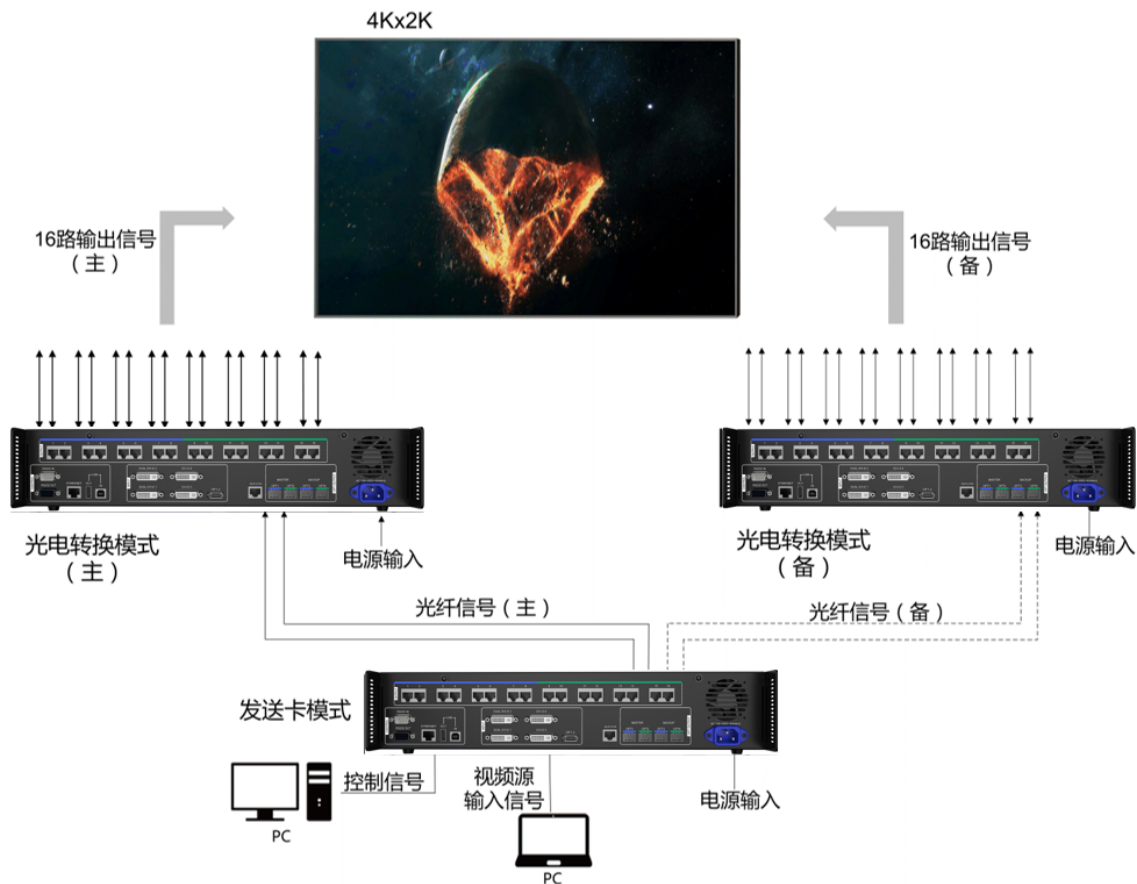 4Kx2K
16路输出信号
（主）
16路输出信号
（备）
光电转换模式
（主）
电源输入
光电转换模式
（备）
电源输入
光纤信号（主）
光纤信号（备）
发送卡模式
控制信号
PC
视频源
输入信号
PC
电源输入